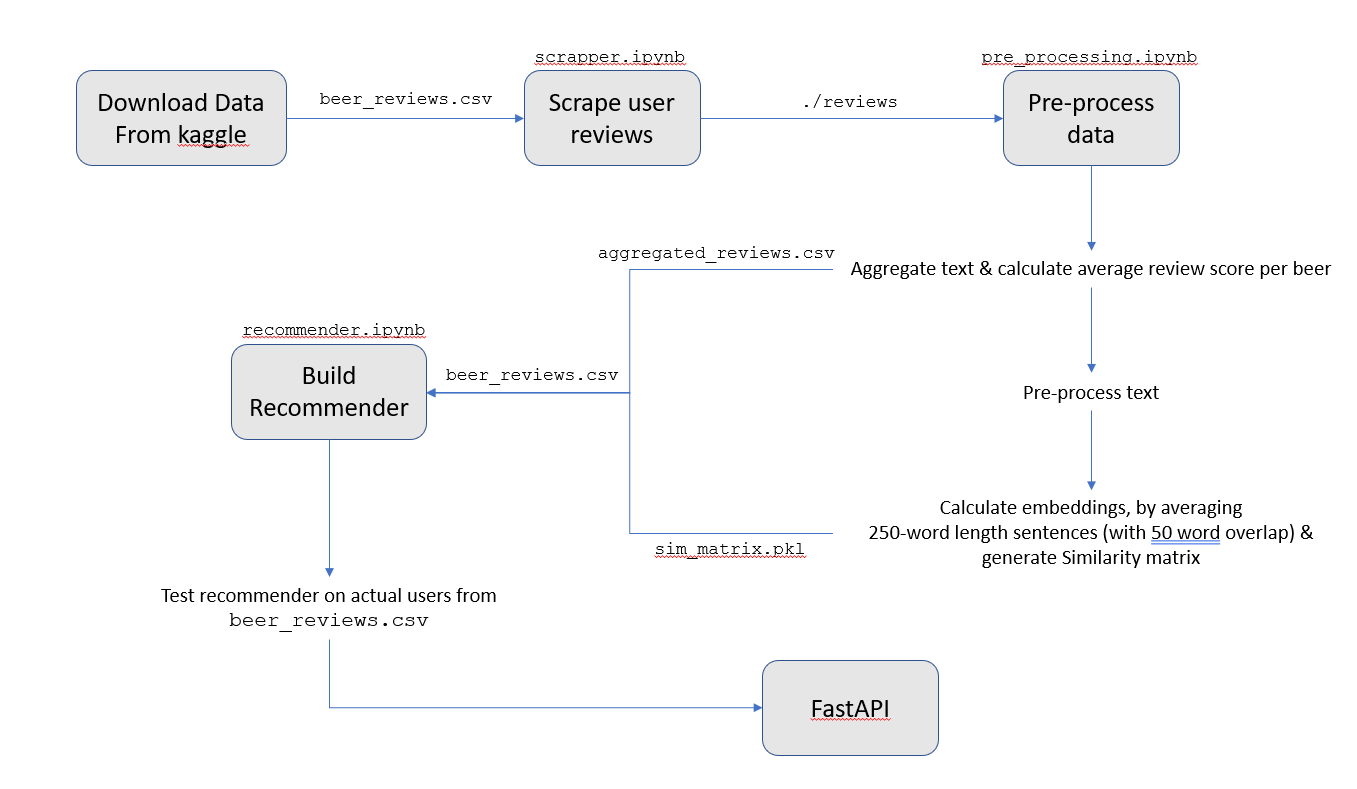 scrapper.ipynb
pre_processing.ipynb
Download Data
From kaggle
beer_reviews.csv
Scrape user
reviews
./reviews
Pre-process
data
aggregated_reviews.csv
Aggregate text & calculate average review score per beer
recommender.ipynb
Build
Recommender
beer_reviews.csv
Pre-process text
Calculate embeddings, by averaging
250-word length sentences (with 50 word overlap) &
generate Similarity matrix
sim_matrix.pkl
Test recommender on actual users from
beer_reviews.csv
FastAPI